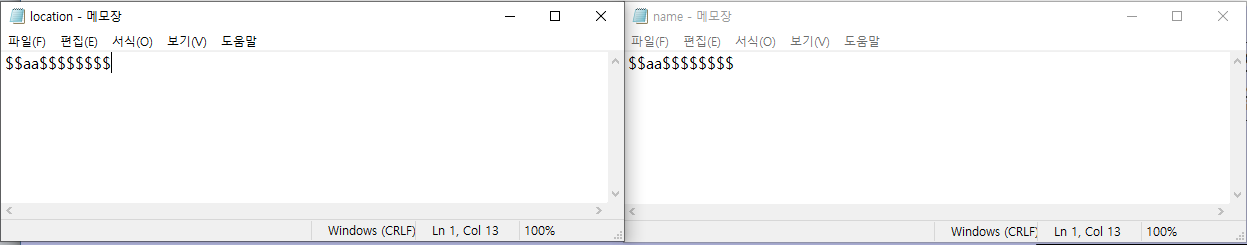 location - 메모장
파일(F) 편집(E) 서식(O) 보기(V) 도움말
$$aa$$$$$$$$
Windows (CRLF) Ln 1, Col 13 100%
name - 메모장
파일(F) 편집(E) 서식(O) 보기(V) 도움말
$$aa$$$$$$$$
Windows (CRLF) Ln 1, Col 13 100%